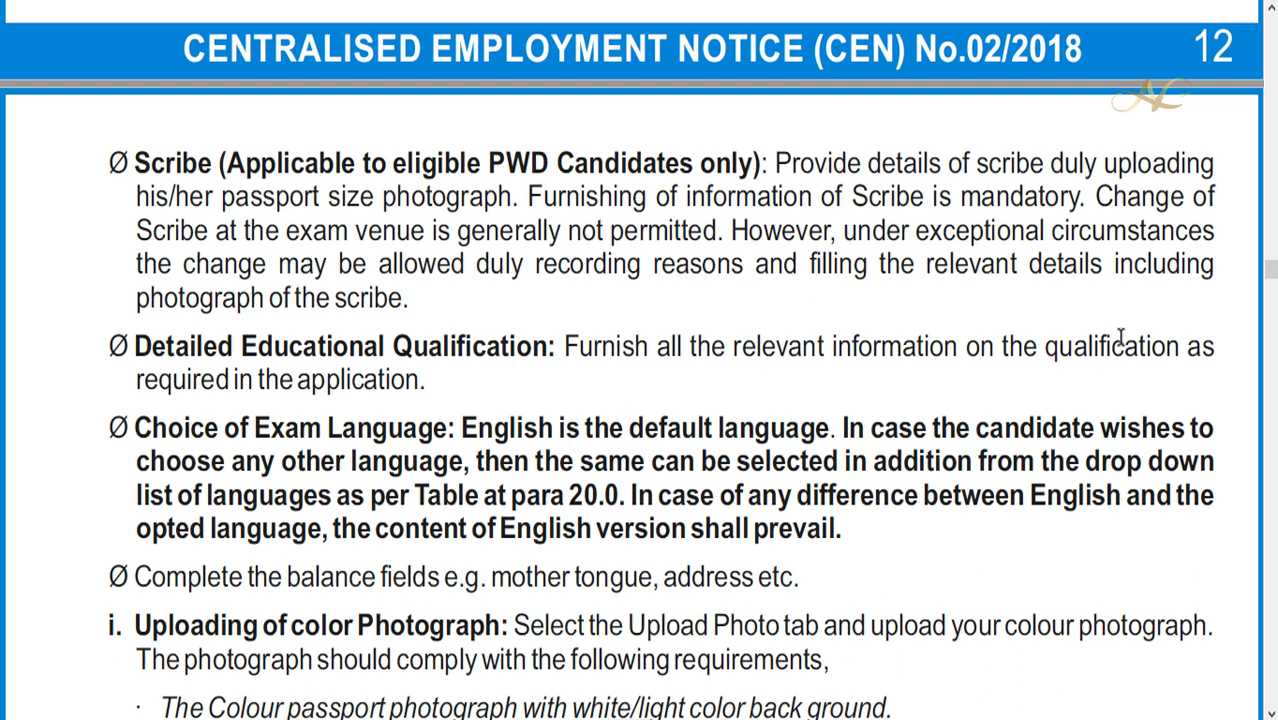 CENTRALISED EMPLOYMENT NOTICE (CEN) No.02/2018 12
AC
Ø Scribe (Applicable to eligible PWD Candidates only): Provide details of scribe duly uploading
his/her passport size photograph. Furnishing of information of Scribe is mandatory. Change of
Scribe at the exam venue is generally not permitted. However, under exceptional circumstances
the change may be allowed duly recording reasons and filling the relevant details including
photograph of the scribe.
Ø Detailed Educational Qualification: Furnish all the relevant information on the qualification as
required in the application.
Ø Choice of Exam Language: English is the default language. In case the candidate wishes to
choose any other language, then the same can be selected in addition from the drop down
list of languages as per Table at para 20.0. In case of any difference between English and the
opted language, the content of English version shall prevail.
Ø Complete the balance fields e.g. mother tongue, address etc.
i. Uploading of color Photograph: Select the Upload Photo tab and upload your colour photograph.
The photograph should comply with the following requirements,
· The Colour passport photograph with white/light color back ground.